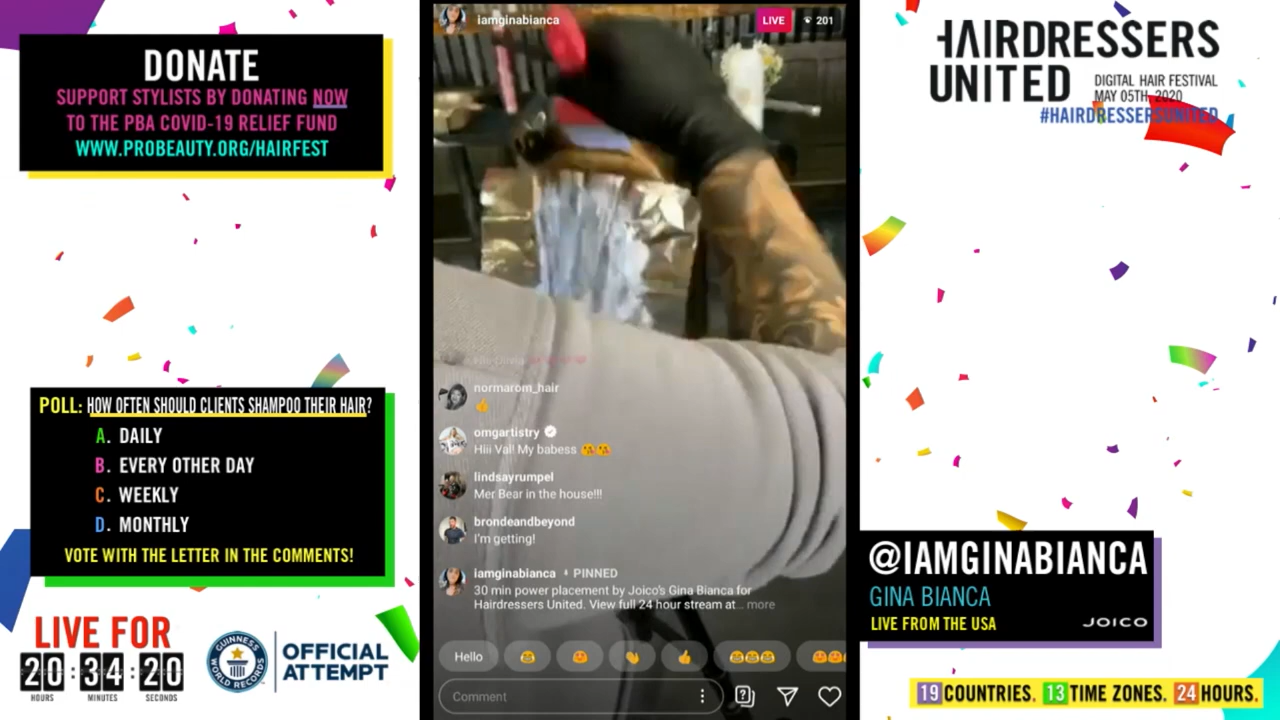 DONATE
SUPPORT STYLISTS BY DONATING NOW
TO THE PBA COVID-19 RELIEF FUND
WWW.PROBEAUTY.ORG/HAIRFEST
POLL: HOW OFTEN SHOULD CLIENTS SHAMPOO THEIR HAIR?
A. DAILY
B. EVERY OTHER DAY
C. WEEKLY
D. MONTHLY
VOTE WITH THE LETTER IN THE COMMENTS!
LIVE FOR
20:34:20
HOURS MINUTES SECONDS
GUINNESS WORLD RECORDS
OFFICIAL
ATTEMPT
iamginabianca
LIVE
201
normarom_hair
👍
omgartistry
Hiii Val! My babess 😘😘
lindsayrumpel
Mer Bear in the house!!!
brondeandbeyond
I'm getting!
iamginabianca PINNED
30 min power placement by Joico's Gina Bianca for
Hairdressers United. View full 24 hour stream at... more
Hello
Comment
HAIRDRESSERS
UNITED
DIGITAL HAIR FESTIVAL
MAY 05TH, 2020
#HAIRDRESSERSUNITED
@IAMGINABIANCA
GINA BIANCA
LIVE FROM THE USA
JOICO
19 COUNTRIES. 13 TIME ZONES. 24 HOURS.